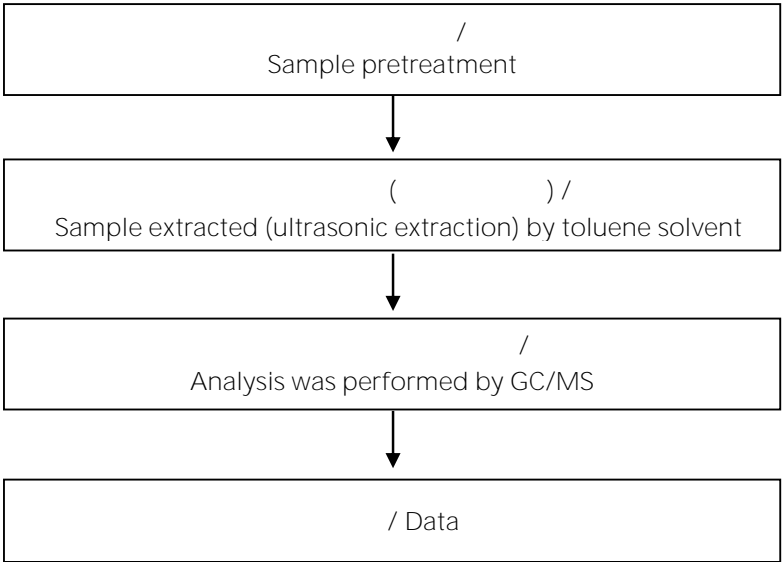 /
Sample pretreatment
( ) /
Sample extracted (ultrasonic extraction) by toluene solvent
/
Analysis was performed by GC/MS
/ Data